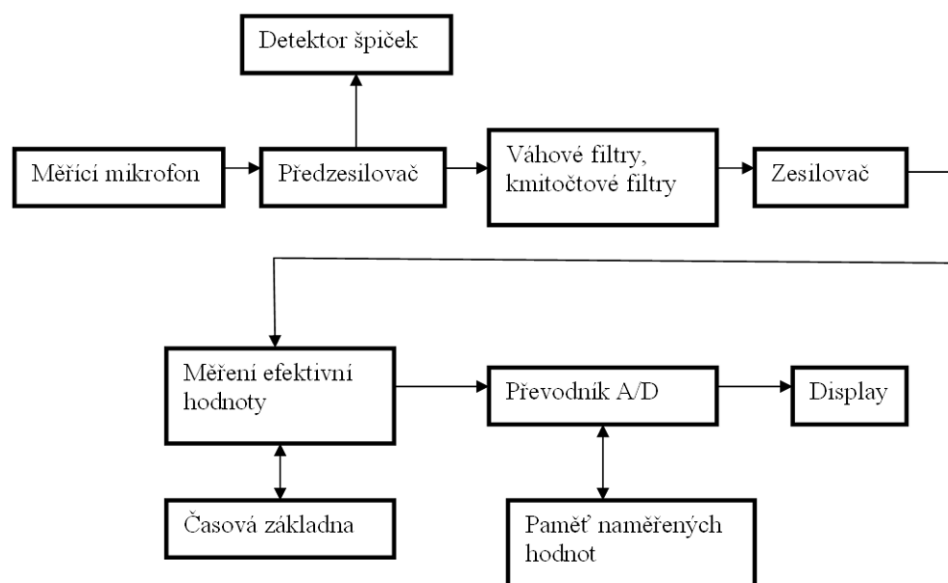 Detektor špiček
Měřící mikrofon
Předzesilovač
Váhové filtry,
kmitočtové filtry
Zesilovač
Měření efektivní
hodnoty
Převodník A/D
Display
Časová základna
Paměť naměřených
hodnot